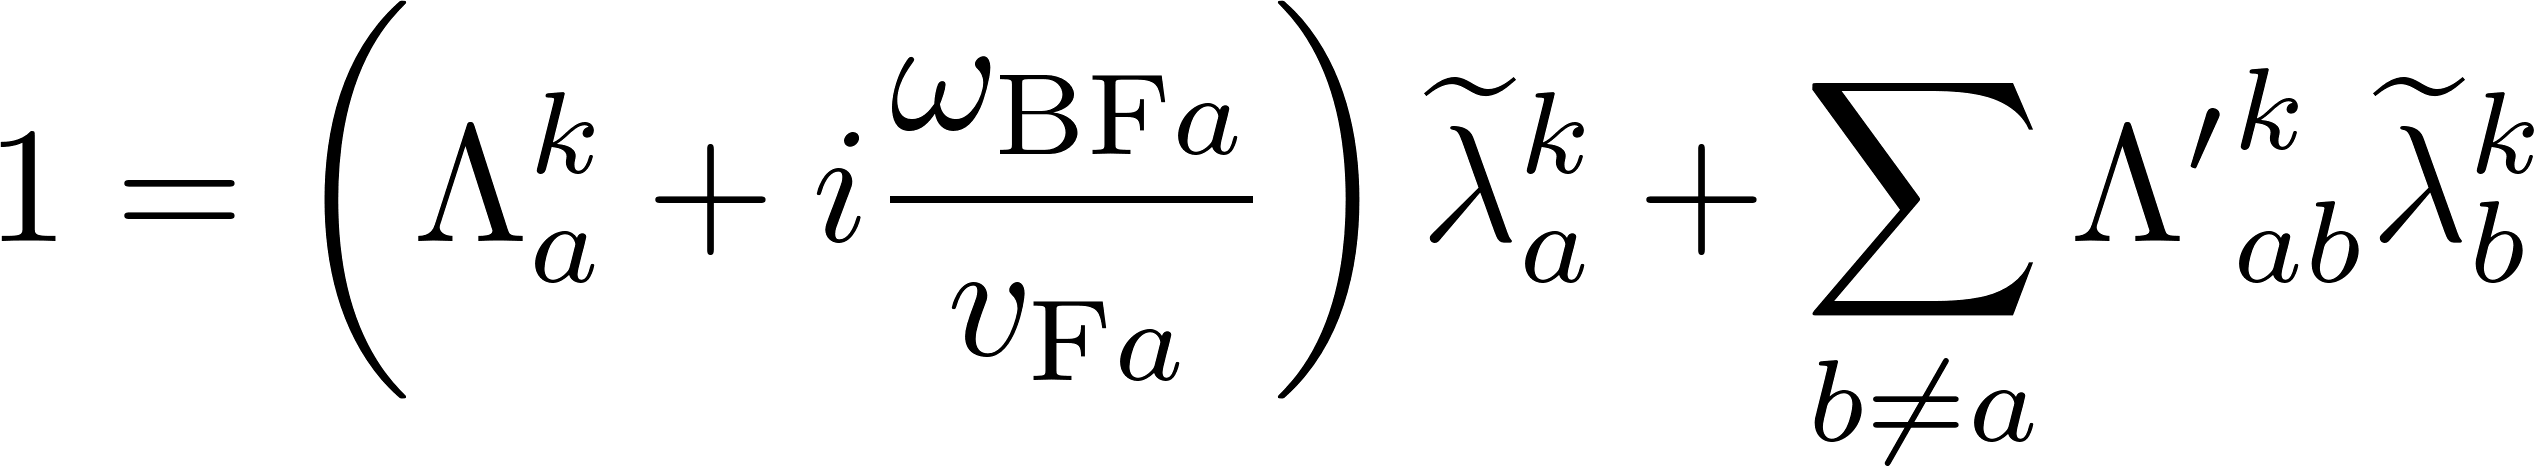 1 = \left( \Lambda_a^k + i \frac{\omega_{\mathrm{BF}a}}{v_{\mathrm{F}a}} \right) \widetilde{\lambda}_a^k + \sum_{b \neq a} {\Lambda'}_{ab}^k \widetilde{\lambda}_b^k